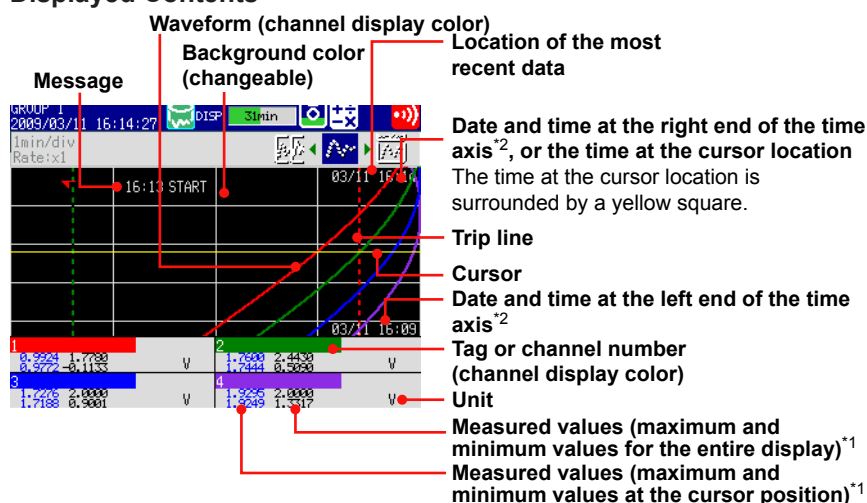 Displayed Contents
Waveform (channel display color)
Background color
(changeable)
Message
Location of the most
recent data
GROUP 1
2009/03/11 16:14:27
DISP
31min
1min/div
Rate:x1
16:13 START
03/11
03/11 16:09
Date and time at the right end of the time
axis*2, or the time at the cursor location
The time at the cursor location is
surrounded by a yellow square.
Trip line
Cursor
Date and time at the left end of the time
axis*2
Tag or channel number
(channel display color)
Unit
Measured values (maximum and
minimum values for the entire display)*1
Measured values (maximum and
minimum values at the cursor position)*1
1
0.9924 1.7780
0.9772 -0.1133
V
2
1.7600 2.4430
1.7444 0.5090
V
3
1.7276 2.0000
1.7188 0.9001
V
4
1.9295 2.0000
1.9249 1.3317
V